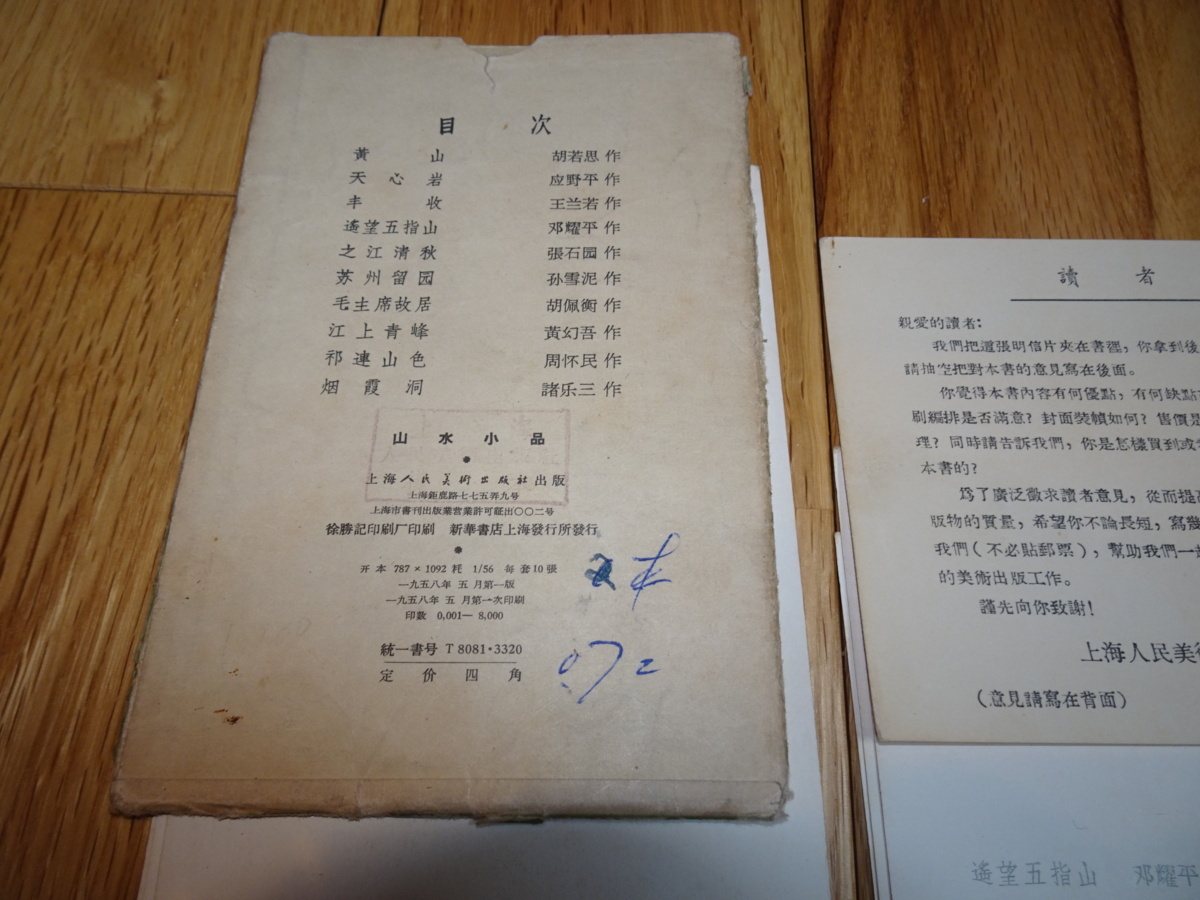 目 次
黃山 胡若思 作
天心岩 应野平 作
丰收 王兰若 作
遙望五指山 邓耀平 作
之江清秋 張石园 作
苏州留园 孙雪泥 作
毛主席故居 胡佩衡 作
江上青峰 黃幻吾 作
祁連山色 周怀民 作
烟霞洞 諸乐三 作
山水小品
上海人民美術出版社出版
上海鉅鹿路七七五弄九号
上海市書刊出版業营業許可証出〇〇二号
徐勝記印刷厂印刷 新華書店上海發行所發行
开本 787×1092 耗 1/56 每套10張
一九五八年 五月第一版
一九五八年 五月第一次印刷
印数 0,001—8,000
統一書号 T 8081·3320
定价四角
讀者
親愛的讀者：
我們把這張明信片夾在書裡，你拿到後
請抽空把對本書的意見寫在後面。
你覺得本書內容有何優點，有何缺點
刷編排是否滿意？封面裝幀如何？售價是
理？同時請告訴我們，你是怎樣買到或
本書的？
爲了廣泛徵求讀者意見，從而提
版物的質量，希望你不論長短，寫幾
我們（不必貼郵票），幫助我們一
的美術出版工作。
謹先向你致謝！
上海人民美
（意見請寫在背面）
遙望五指山 邓耀平